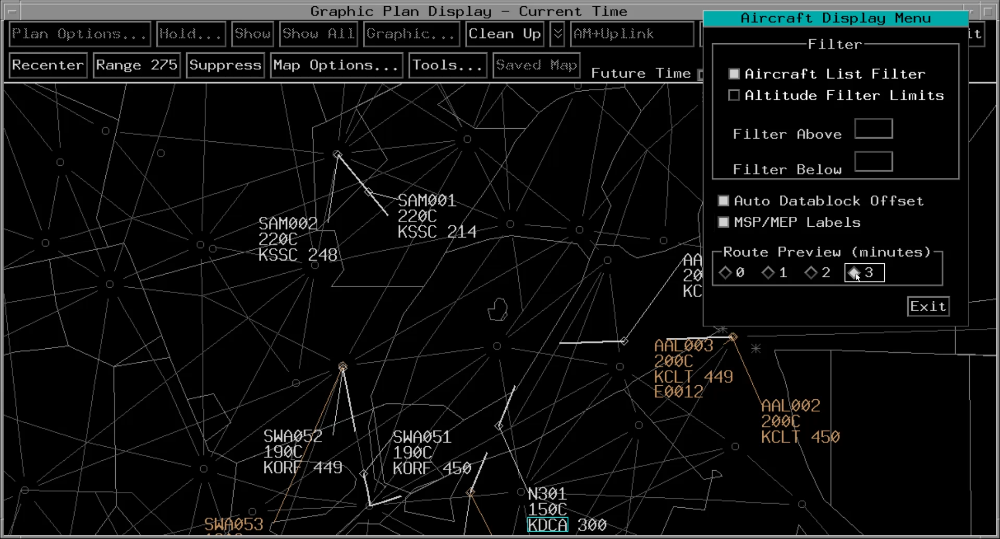 Graphic Plan Display - Current Time
Plan Options...
Hold...
Show
Show All
Graphic...
Clean Up
AM+Uplink
it
Recenter
Range 275
Suppress
Map Options...
Tools...
Saved Map
Future Time
Aircraft Display Menu
Filter
Aircraft List Filter
Altitude Filter Limits
Filter Above
Filter Below
Auto Datablock Offset
MSP/MEP Labels
Route Preview (minutes)
0 1 2 3
Exit
SAM001
220C
KSSC 214
SAM002
220C
KSSC 248
AA
20
KC
AAL003
200C
KCLT 449
E0012
AAL002
200C
KCLT 450
SWA052
190C
KORF 449
SWA051
190C
KORF 450
N301
150C
KDCA 300
SWA053